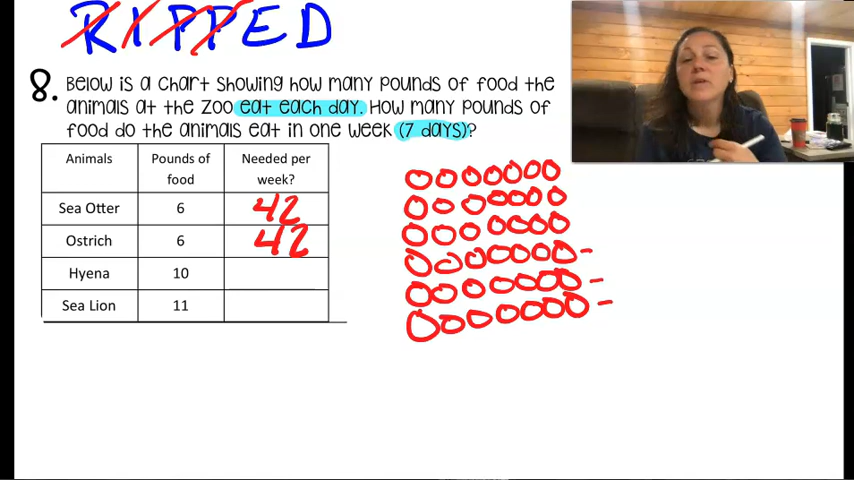 RIPPED
8. Below is a chart showing how many pounds of food the
animals at the zoo eat each day. How many pounds of
food do the animals eat in one week (7 days)?
Animals Pounds of food Needed per week?
Sea Otter 6 42
Ostrich 6 42
Hyena 10
Sea Lion 11